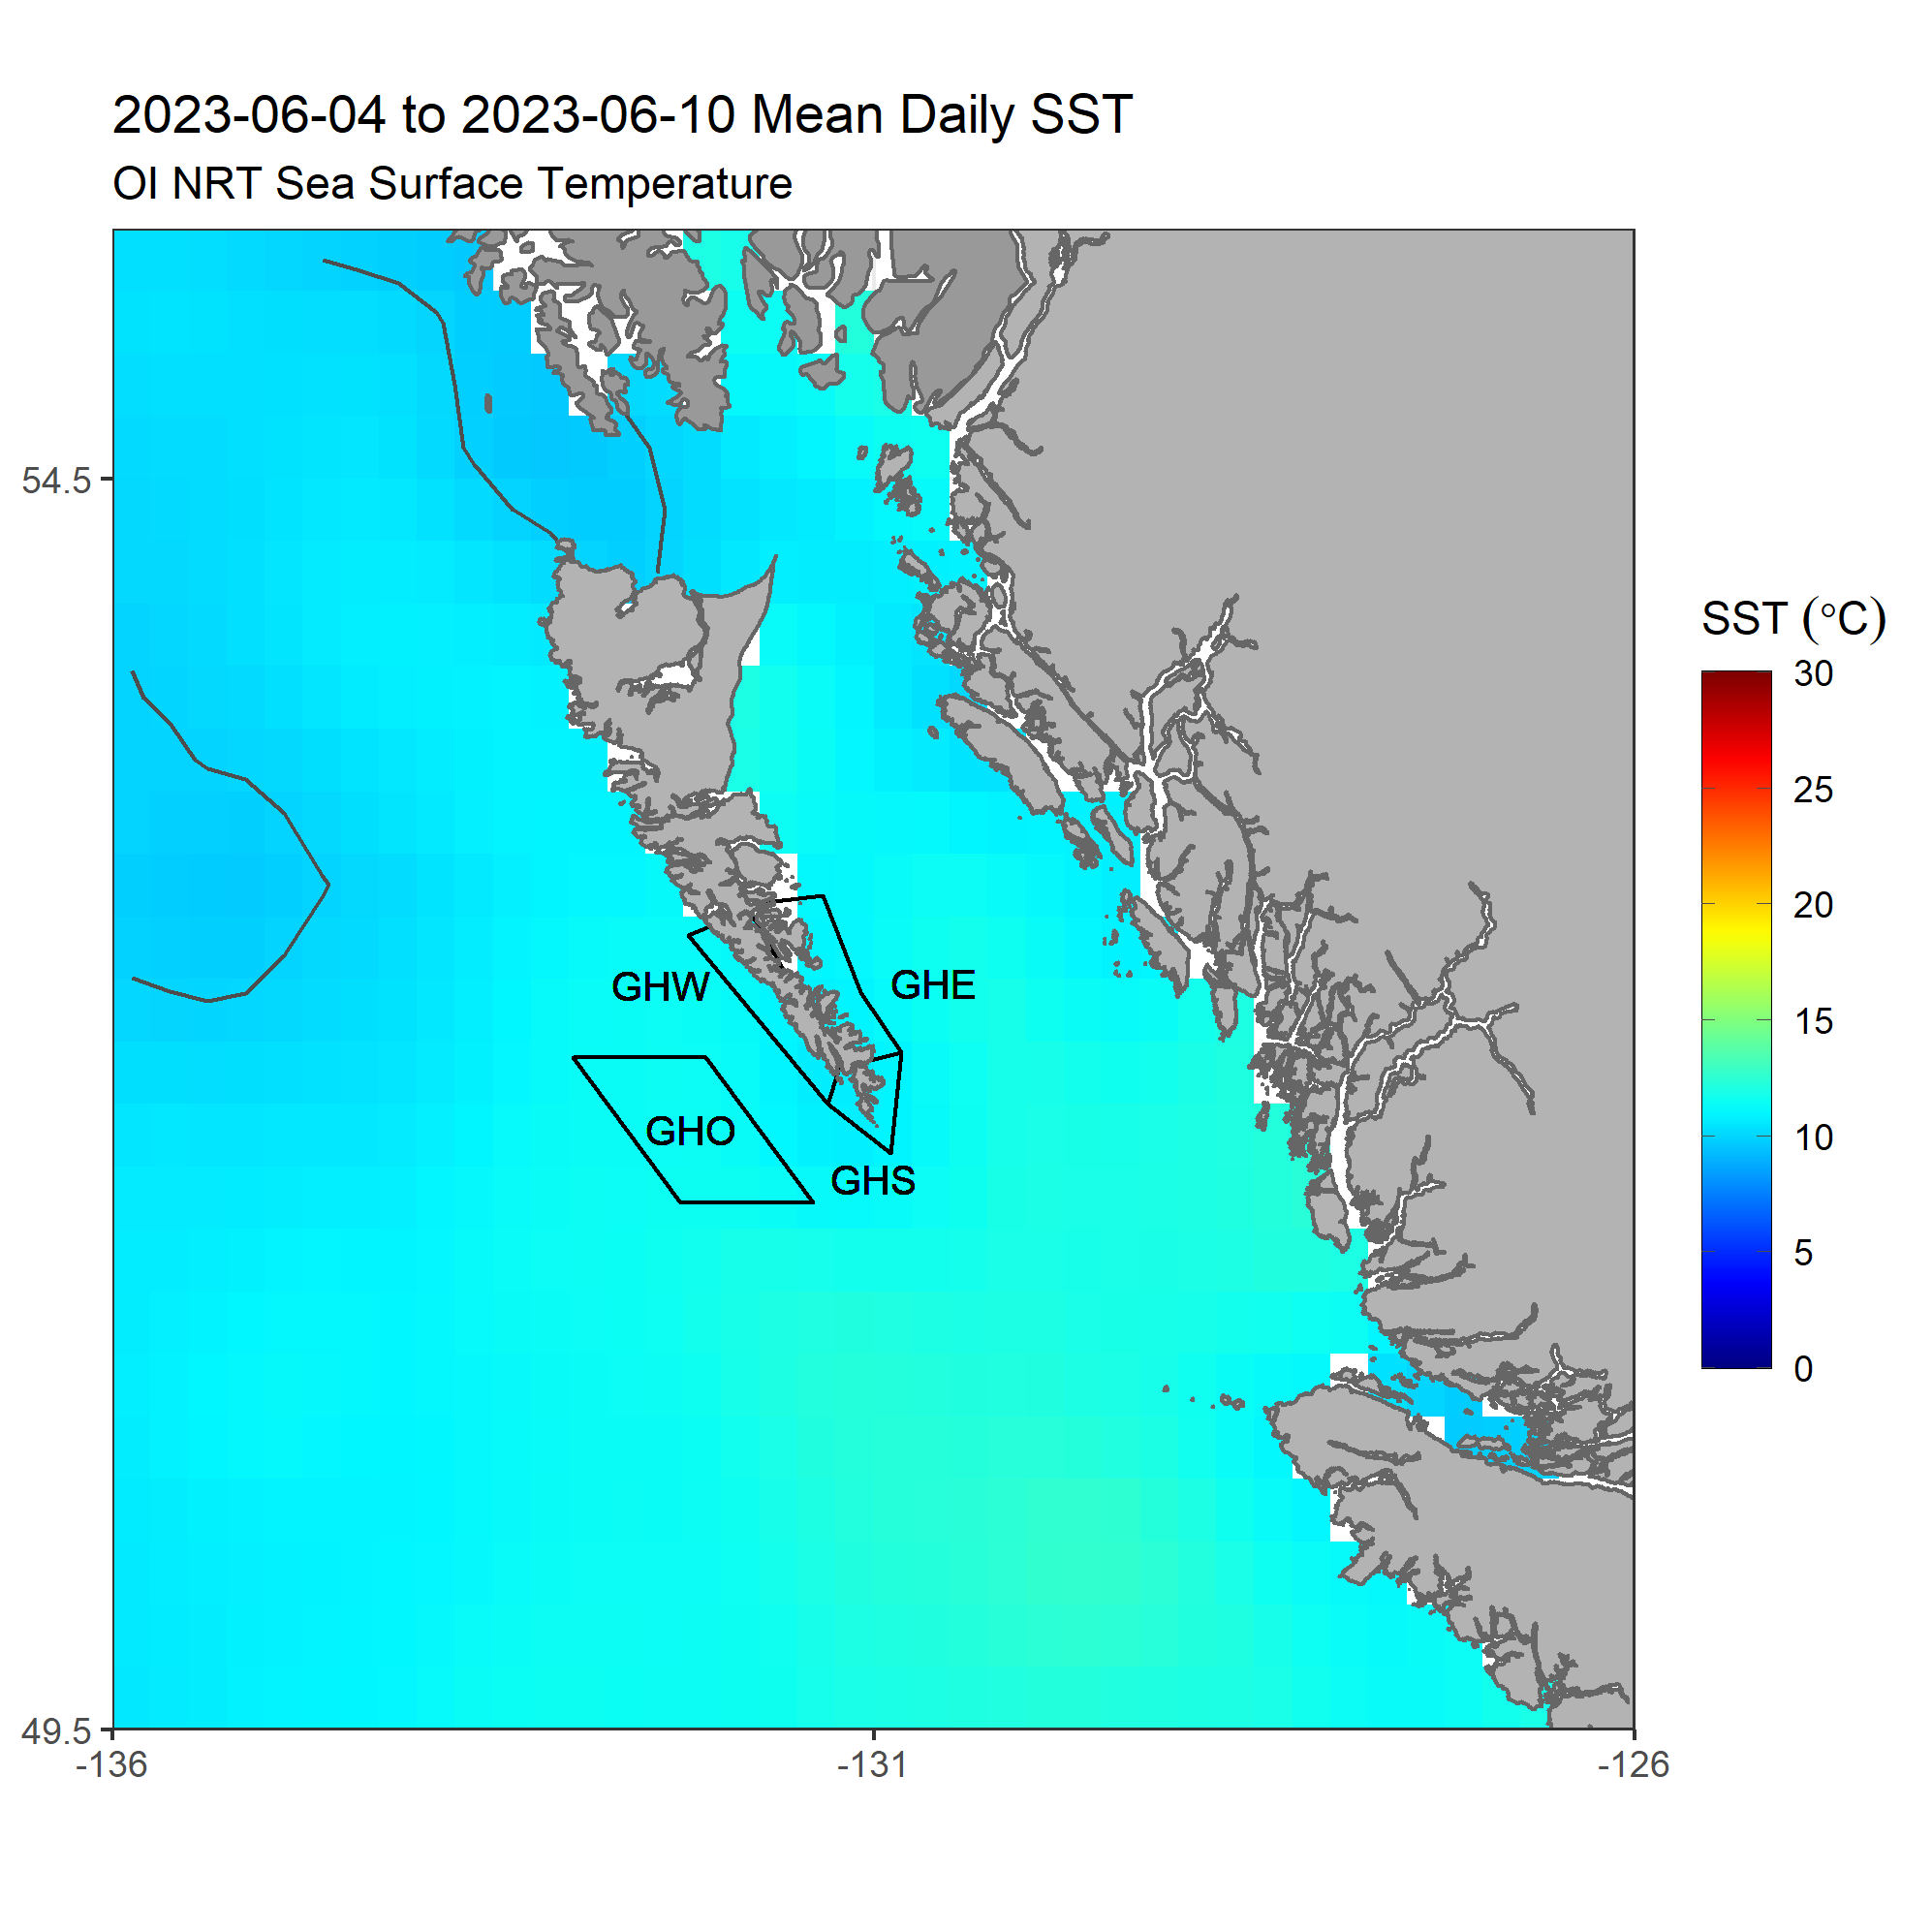 2023-06-04 to 2023-06-10 Mean Daily SST
OI NRT Sea Surface Temperature
54.5
49.5
-136
-131
-126
GHW
GHE
GHO
GHS
SST (°C)
30
25
20
15
10
5
0